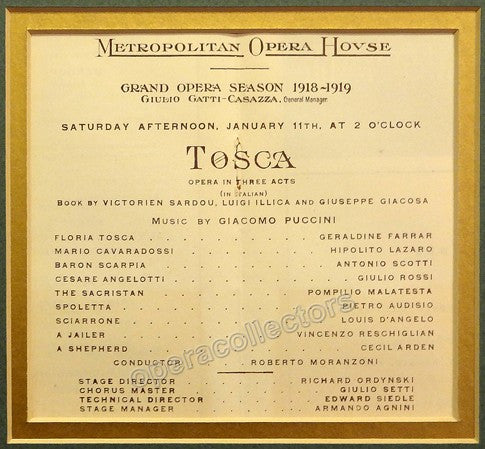 METROPOLITAN OPERA HOVSE
GRAND OPERA SEASON 1918-1919
GIULIO GATTI-CASAZZA, General Manager
SATURDAY AFTERNOON, JANUARY 11TH, AT 2 O'CLOCK
TOSCA
OPERA IN THREE ACTS
(IN ITALIAN)
BOOK BY VICTORIEN SARDOU, LUIGI ILLICA AND GIUSEPPE GIACOSA
MUSIC BY GIACOMO PUCCINI
FLORIA TOSCA . . . . . . . GERALDINE FARRAR
MARIO CAVARADOSSI . . . . . . . HIPOLITO LAZARO
BARON SCARPIA . . . . . . . ANTONIO SCOTTI
CESARE ANGELOTTI . . . . . . . GIULIO ROSSI
THE SACRISTAN . . . . . . . POMPILIO MALATESTA
SPOLETTA . . . . . . . PIETRO AUDISIO
SCIARRONE . . . . . . . LOUIS D'ANGELO
A JAILER . . . . . . . VINCENZO RESCHIGLIAN
A SHEPHERD . . . . . . . CECIL ARDEN
CONDUCTOR . . . ROBERTO MORANZONI
operacollectors
STAGE DIRECTOR . . . . . RICHARD ORDYNSKI
CHORUS MASTER . . . . . GIULIO SETTI
TECHNICAL DIRECTOR . . . . EDWARD SIEDLE
STAGE MANAGER . . . . . ARMANDO AGNINI